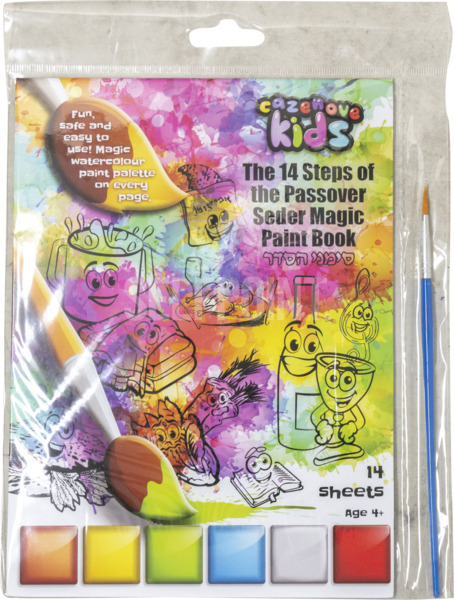 Fun,
safe and
easy to
use! Magic
watercolour
paint palette
on every
page.
cazenove
kids
The 14 Steps of
the Passover
Seder Magic
Paint Book
סימני הסדר
14
sheets
Age 4+